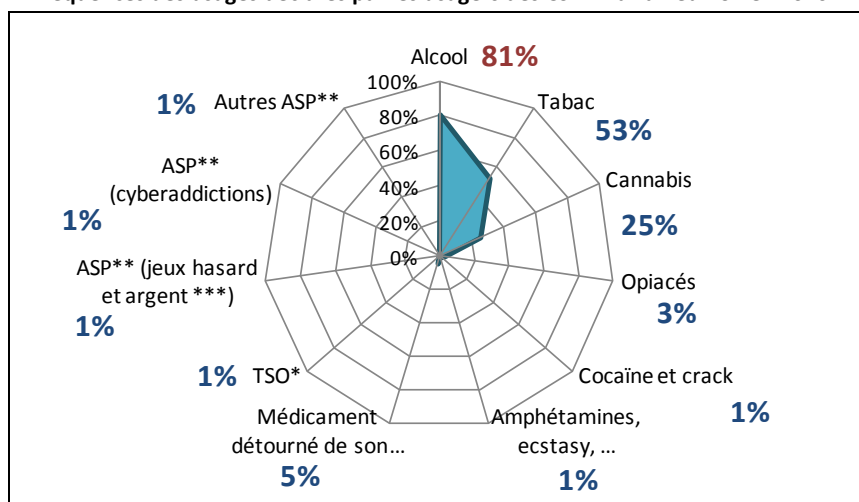 Alcool 81%
100%
80%
60%
40%
20%
0%
Tabac
53%
Cannabis
25%
Opiacés
3%
Cocaïne et crack
1%
Amphétamines,
ecstasy, ...
1%
Médicament
détourné de son...
5%
1% TSO*
ASP** (jeux hasard
et argent ***)
1%
ASP**
(cyberaddictions)
1%
1% Autres ASP**